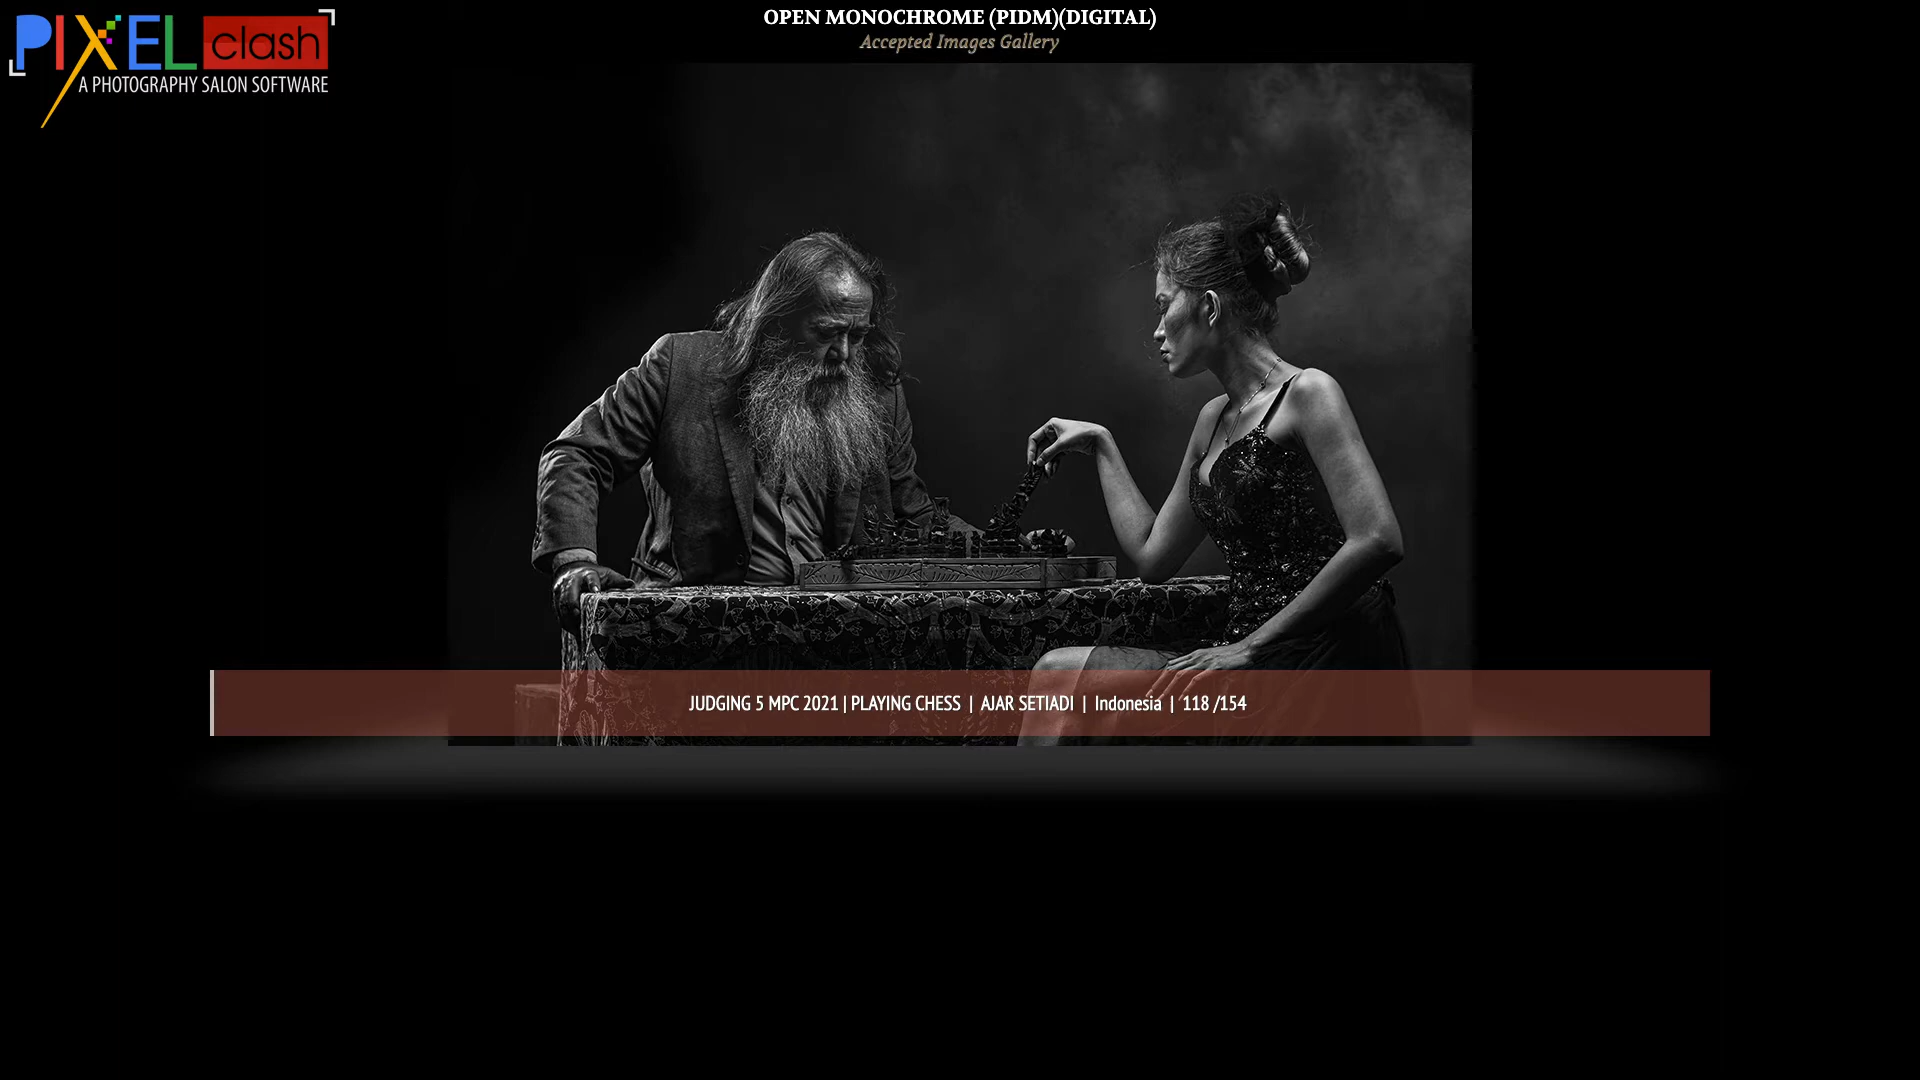 PIXEL clash
A PHOTOGRAPHY SALON SOFTWARE
OPEN MONOCHROME (PIDM)(DIGITAL)
Accepted Images Gallery
JUDGING 5 MPC 2021 | PLAYING CHESS | AJAR SETIADI | Indonesia | 118 /154